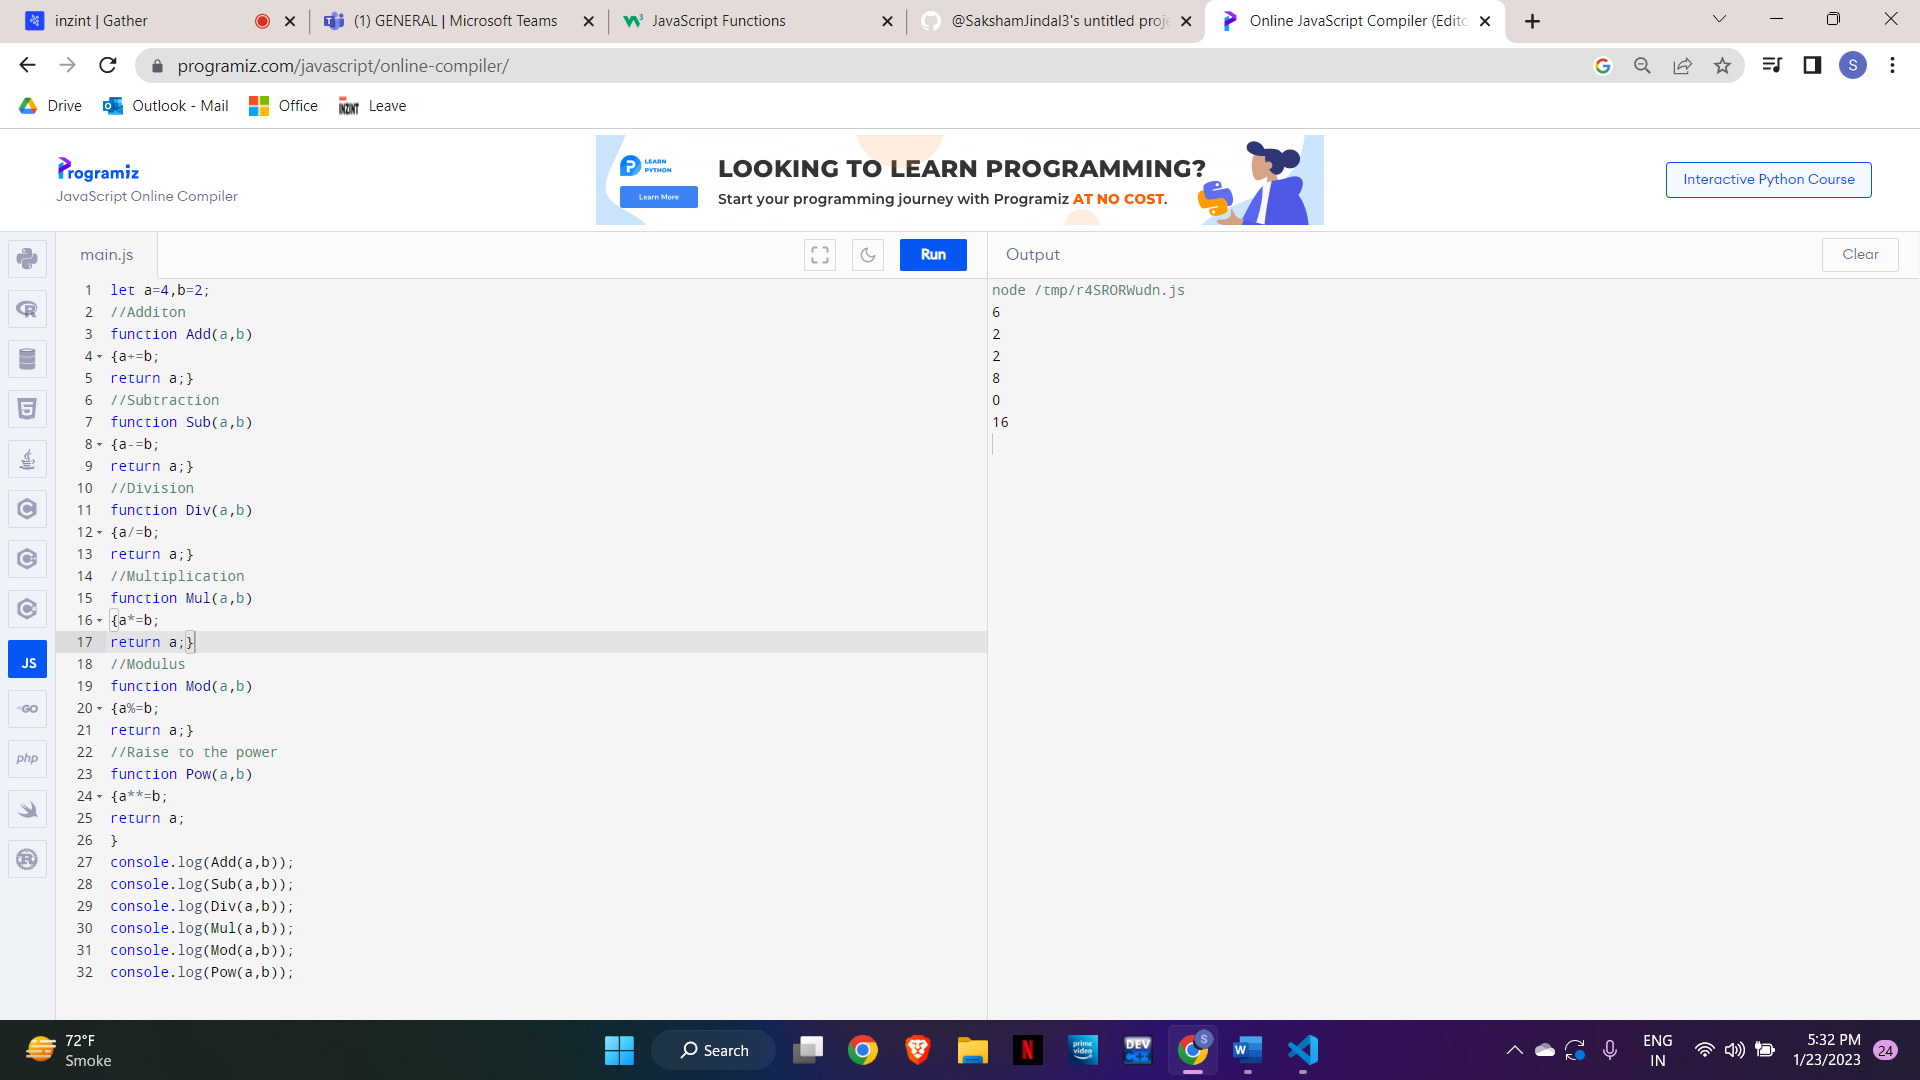 inzint | Gather
(1) GENERAL | Microsoft Teams
JavaScript Functions
@SakshamJindal3's untitled proje
Online JavaScript Compiler (Edito
programiz.com/javascript/online-compiler/
S
Drive
Outlook - Mail
Office
INZINT
Leave
Programiz
JavaScript Online Compiler
LEARN
PYTHON
Learn More
LOOKING TO LEARN PROGRAMMING?
Start your programming journey with Programiz AT NO COST.
Interactive Python Course
main.js
Run
Output
Clear
1 let a=4,b=2;
2 //Additon
3 function Add(a,b)
4 {a+=b;
5 return a;}
6 //Subtraction
7 function Sub(a,b)
8 {a-=b;
9 return a;}
10 //Division
11 function Div(a,b)
12 {a/=b;
13 return a;}
14 //Multiplication
15 function Mul(a,b)
16 {a*=b;
17 return a;}
18 //Modulus
19 function Mod(a,b)
20 {a%=b;
21 return a;}
22 //Raise to the power
23 function Pow(a,b)
24 {a**=b;
25 return a;
26 }
27 console.log(Add(a,b));
28 console.log(Sub(a,b));
29 console.log(Div(a,b));
30 console.log(Mul(a,b));
31 console.log(Mod(a,b));
32 console.log(Pow(a,b));
node /tmp/r4SRORWudn.js
6
2
2
8
0
16
JS
GO
php
72°F
Smoke
Search
prime video
DEV C++
S
W
ENG
IN
5:32 PM
1/23/2023
24